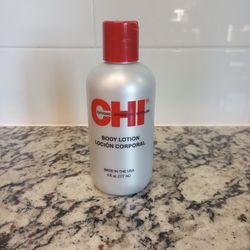 CHI
BODY LOTION
LOCIÓN CORPORAL
MADE IN THE USA